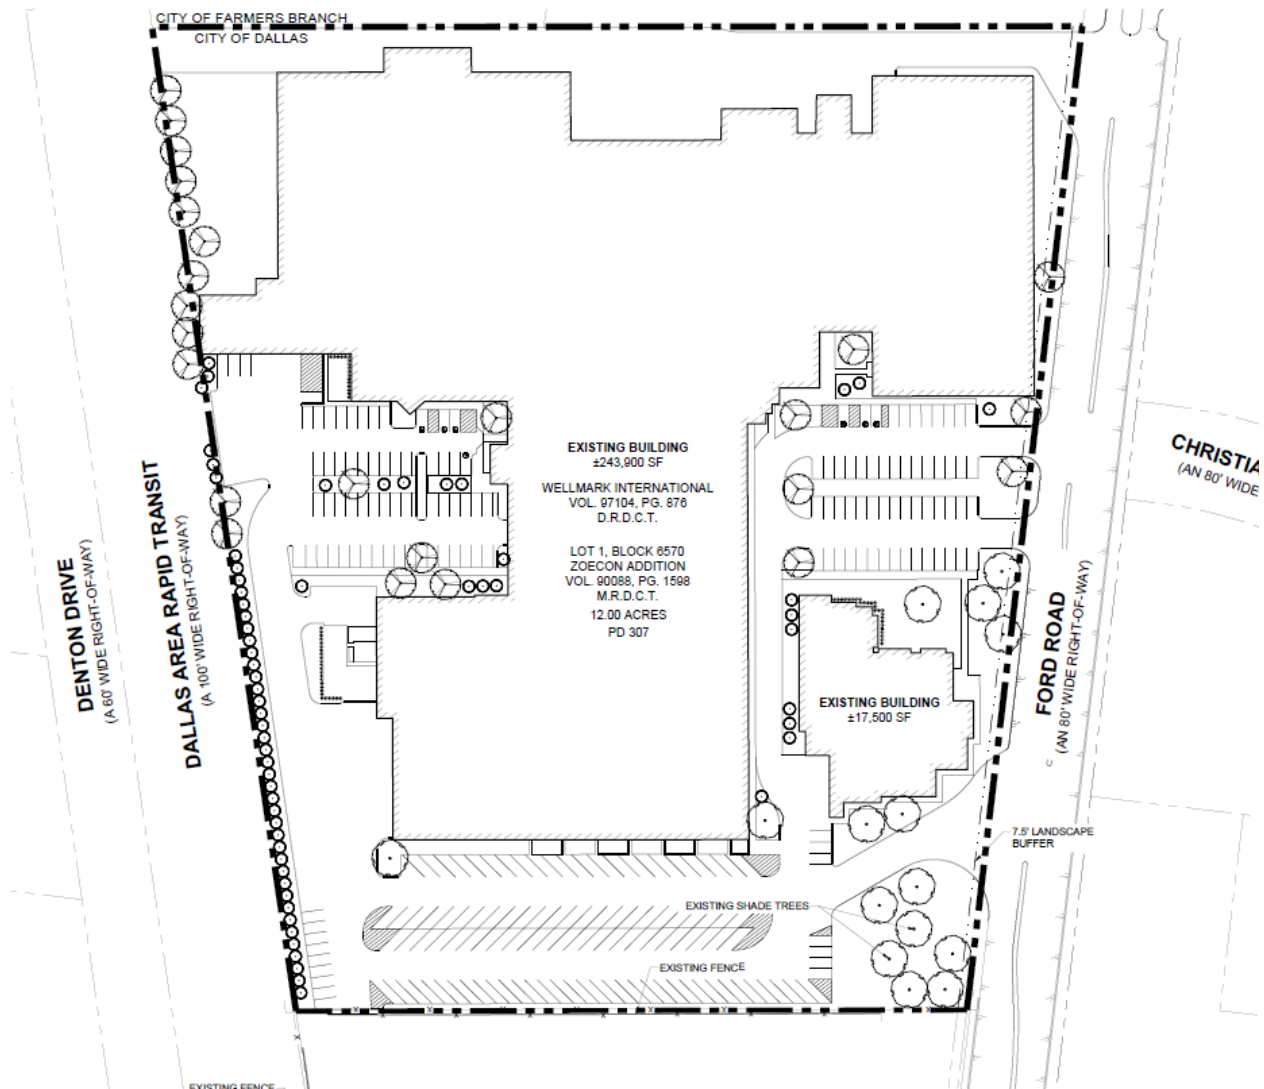 CITY OF FARMERS BRANCH
CITY OF DALLAS
EXISTING BUILDING
±243,900 SF
WELLMARK INTERNATIONAL
VOL. 97104, PG. 876
D.R.D.C.T.
LOT 1, BLOCK 6570
ZOECON ADDITION
VOL. 90088, PG. 1598
M.R.D.C.T.
12.00 ACRES
PD 307
CHRISTIA
(AN 80' WIDE
DENTON DRIVE
(A 60' WIDE RIGHT-OF-WAY)
DALLAS AREA RAPID TRANSIT
(A 100' WIDE RIGHT-OF-WAY)
FORD ROAD
(AN 80' WIDE RIGHT-OF-WAY)
EXISTING BUILDING
±17,500 SF
7.5' LANDSCAPE
BUFFER
EXISTING SHADE TREES
EXISTING FENCE
EXISTING FENCE